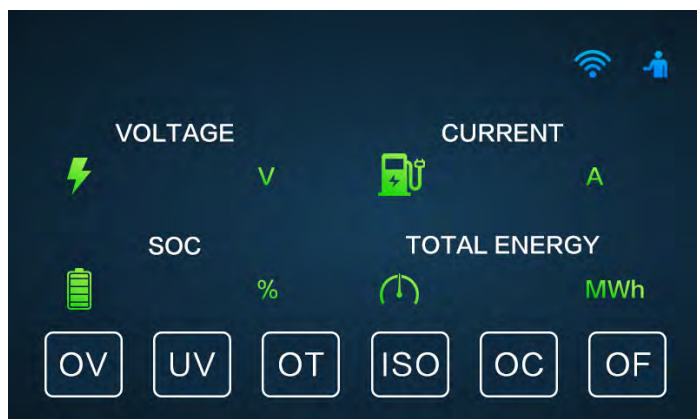 VOLTAGE CURRENT
V A
SOC TOTAL ENERGY
% MWh
OV UV OT ISO OC OF